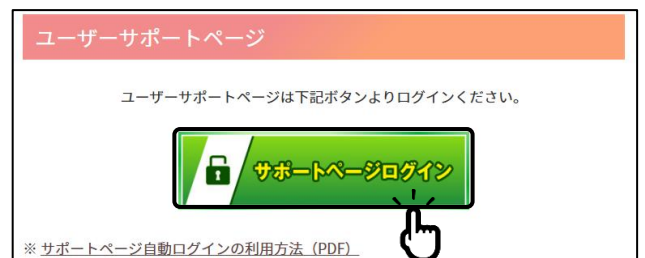 ユーザーサポートページ
ユーザーサポートページは下記ボタンよりログインください。
サポートページログイン
※ サポートページ自動ログインの利用方法（PDF）